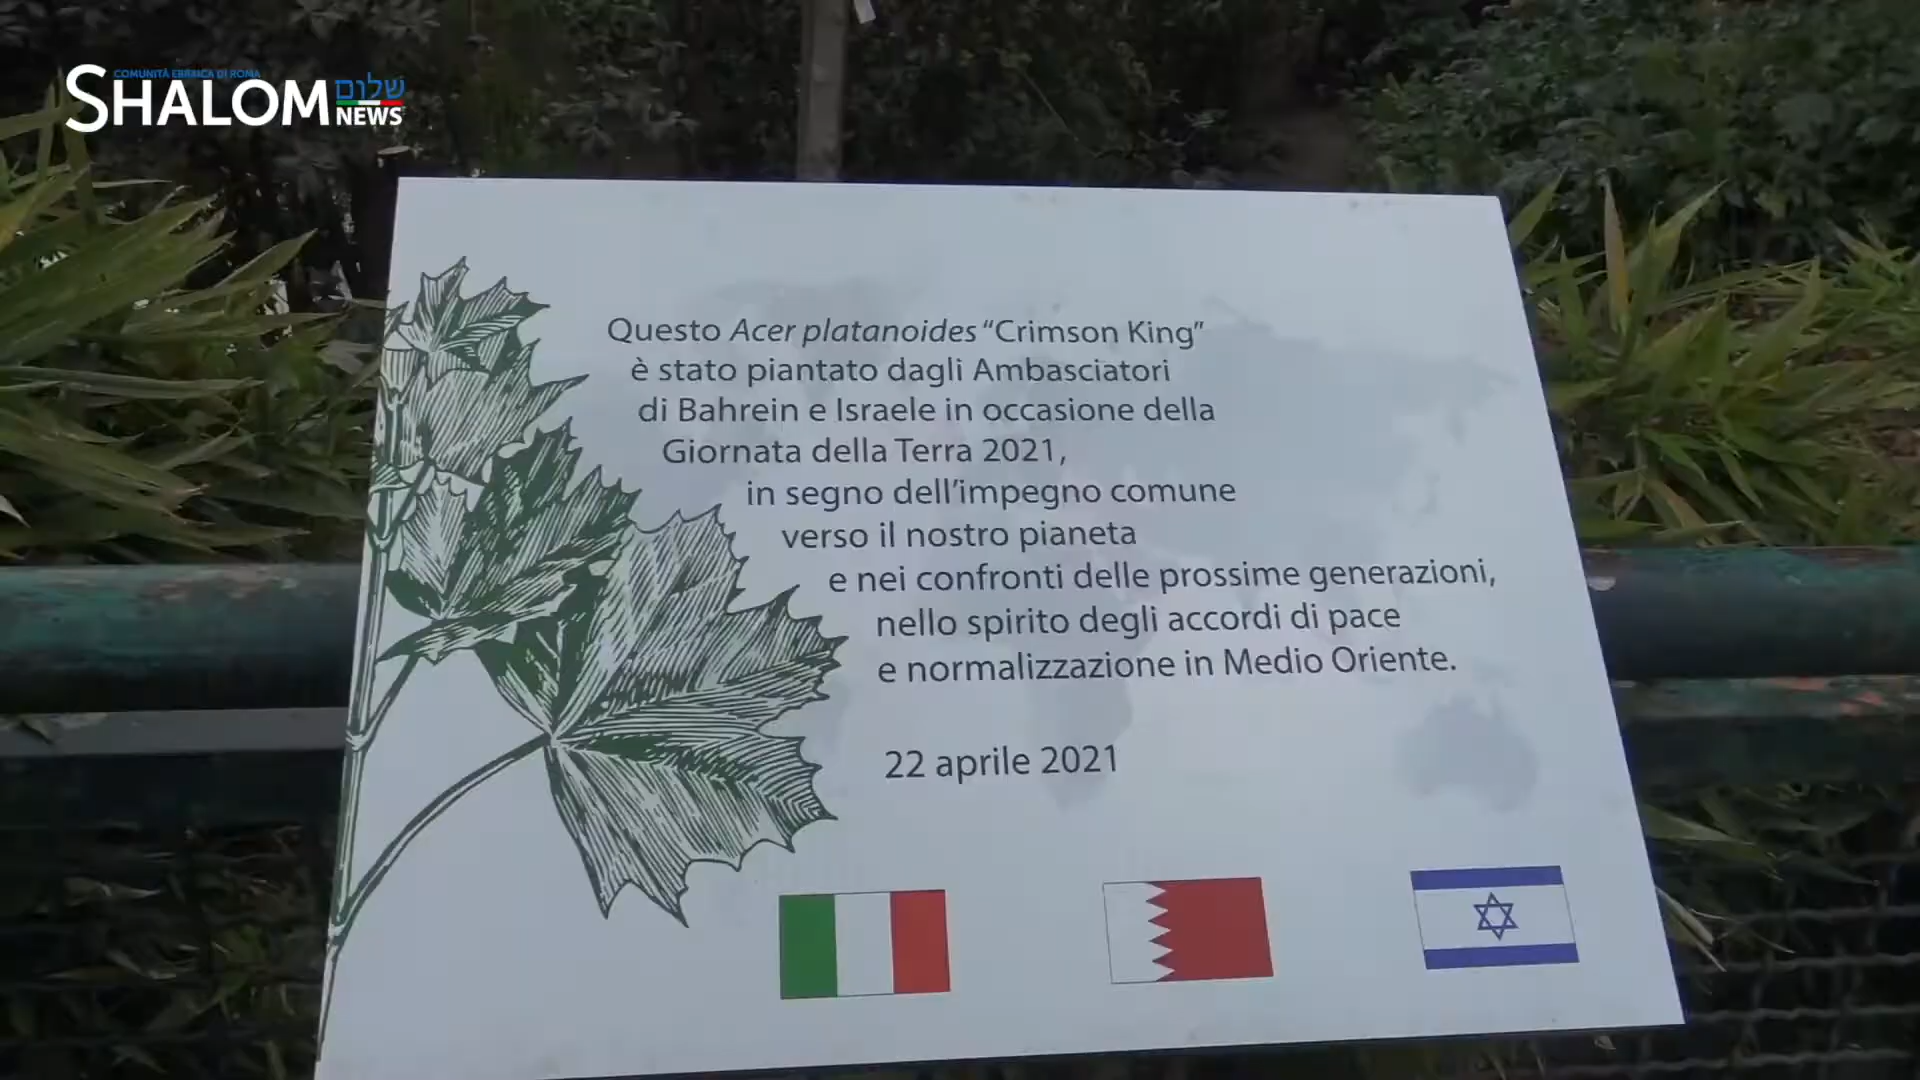 COMUNITÀ EBRAICA DI ROMA
SHALOM שלום
NEWS
Questo Acer platanoides “Crimson King”
è stato piantato dagli Ambasciatori
di Bahrein e Israele in occasione della
Giornata della Terra 2021,
in segno dell’impegno comune
verso il nostro pianeta
e nei confronti delle prossime generazioni,
nello spirito degli accordi di pace
e normalizzazione in Medio Oriente.
22 aprile 2021